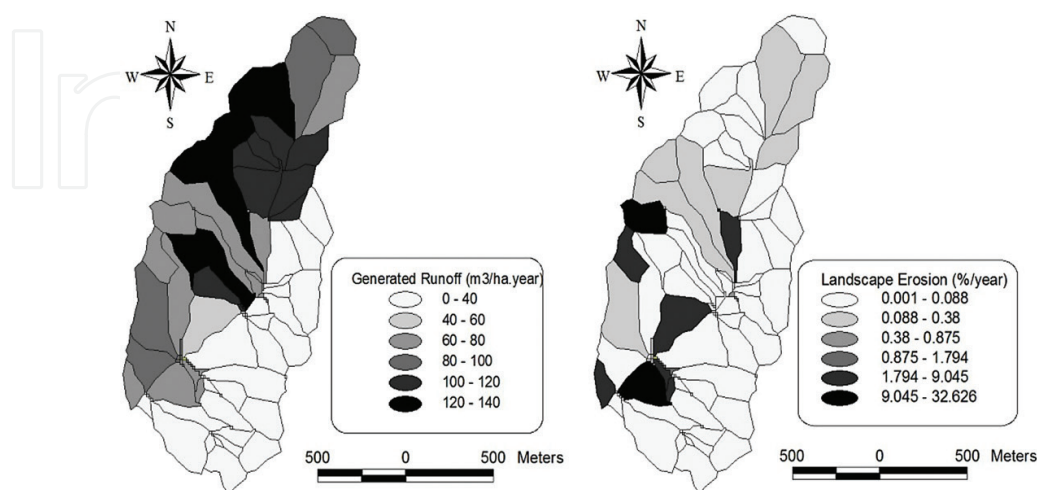 Ir
N
W E
S
Generated Runoff (m3/ha.year)
0 - 40
40 - 60
60 - 80
80 - 100
100 - 120
120 - 140
500 0 500 Meters
N
W E
S
Landscape Erosion (%/year)
0.001 - 0.088
0.088 - 0.38
0.38 - 0.875
0.875 - 1.794
1.794 - 9.045
9.045 - 32.626
500 0 500 Meters